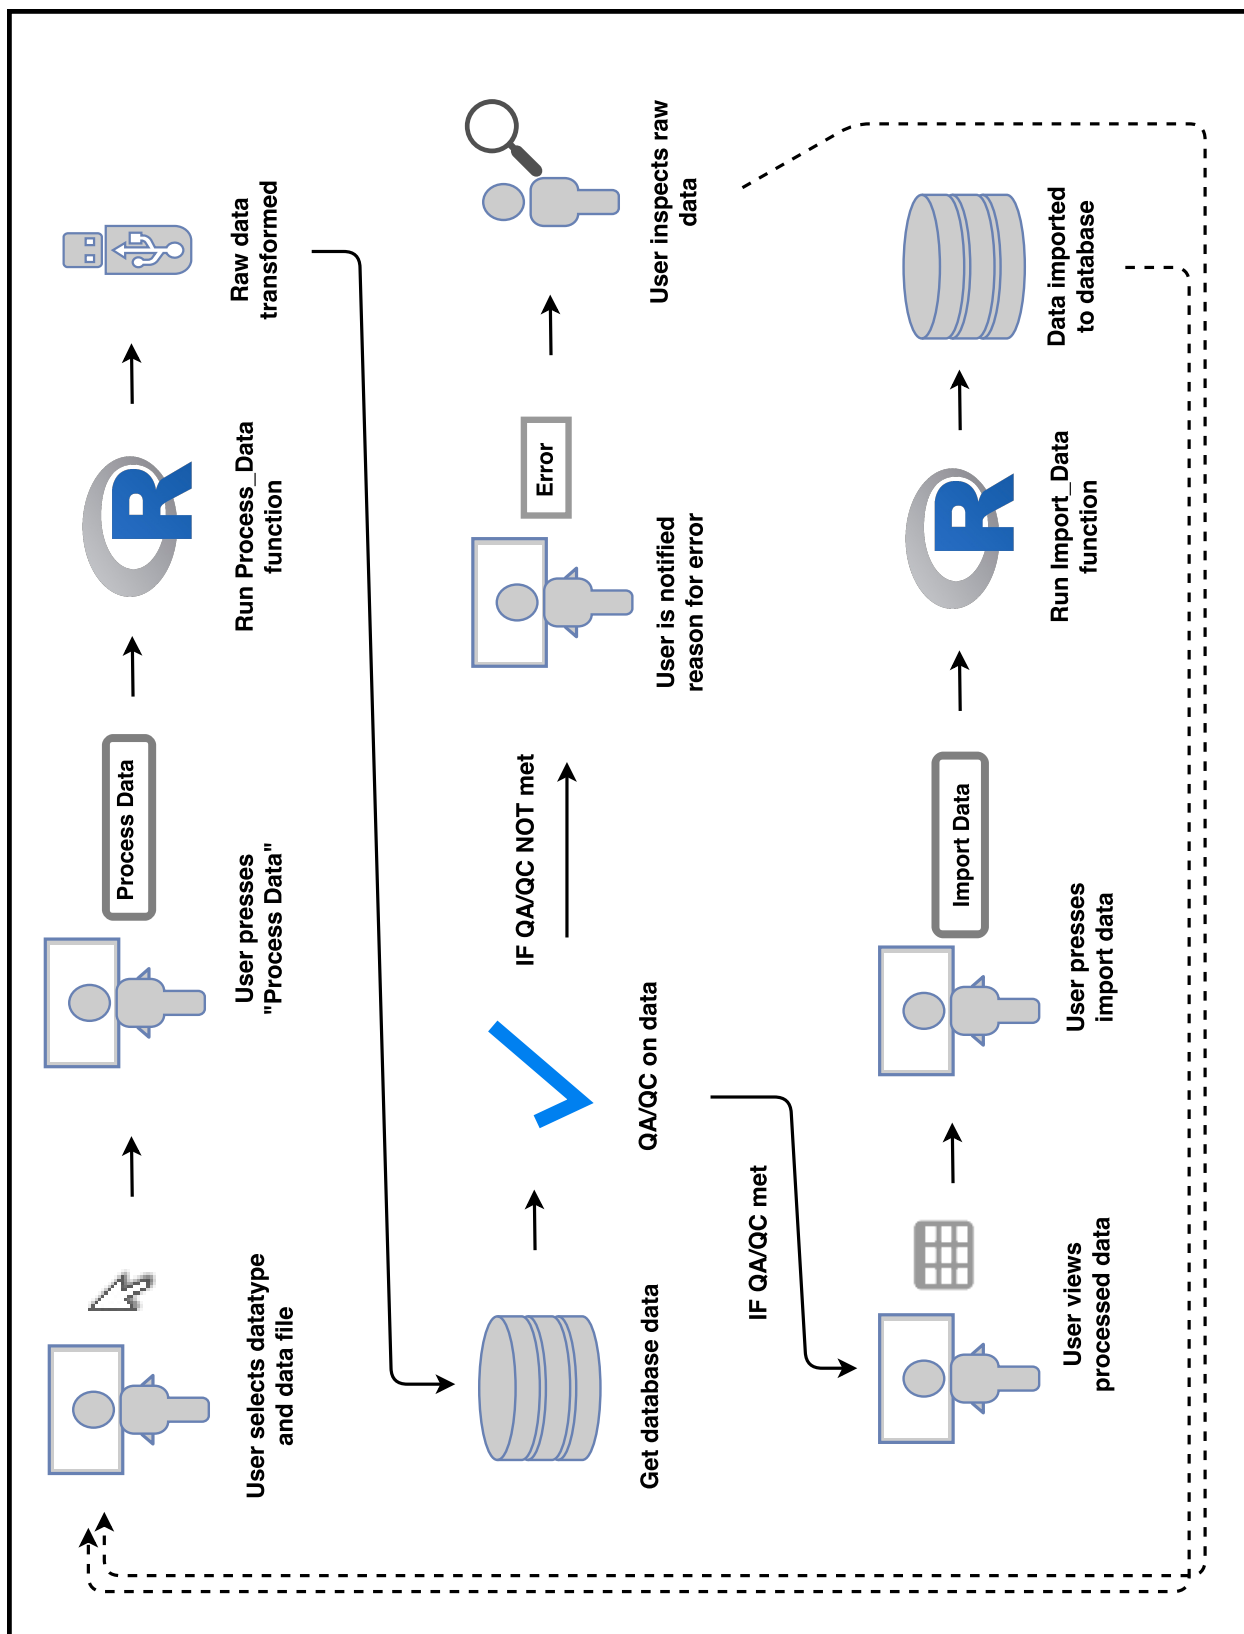 User selects datatype
and data file
User presses
"Process Data"
Process Data
R
Run Process_Data
function
Raw data
transformed
Get database data
QA/QC on data
IF QA/QC NOT met
User is notified
reason for error
Error
User inspects raw
data
IF QA/QC met
User views
processed data
User presses
import data
Import Data
R
Run Import_Data
function
Data imported
to database